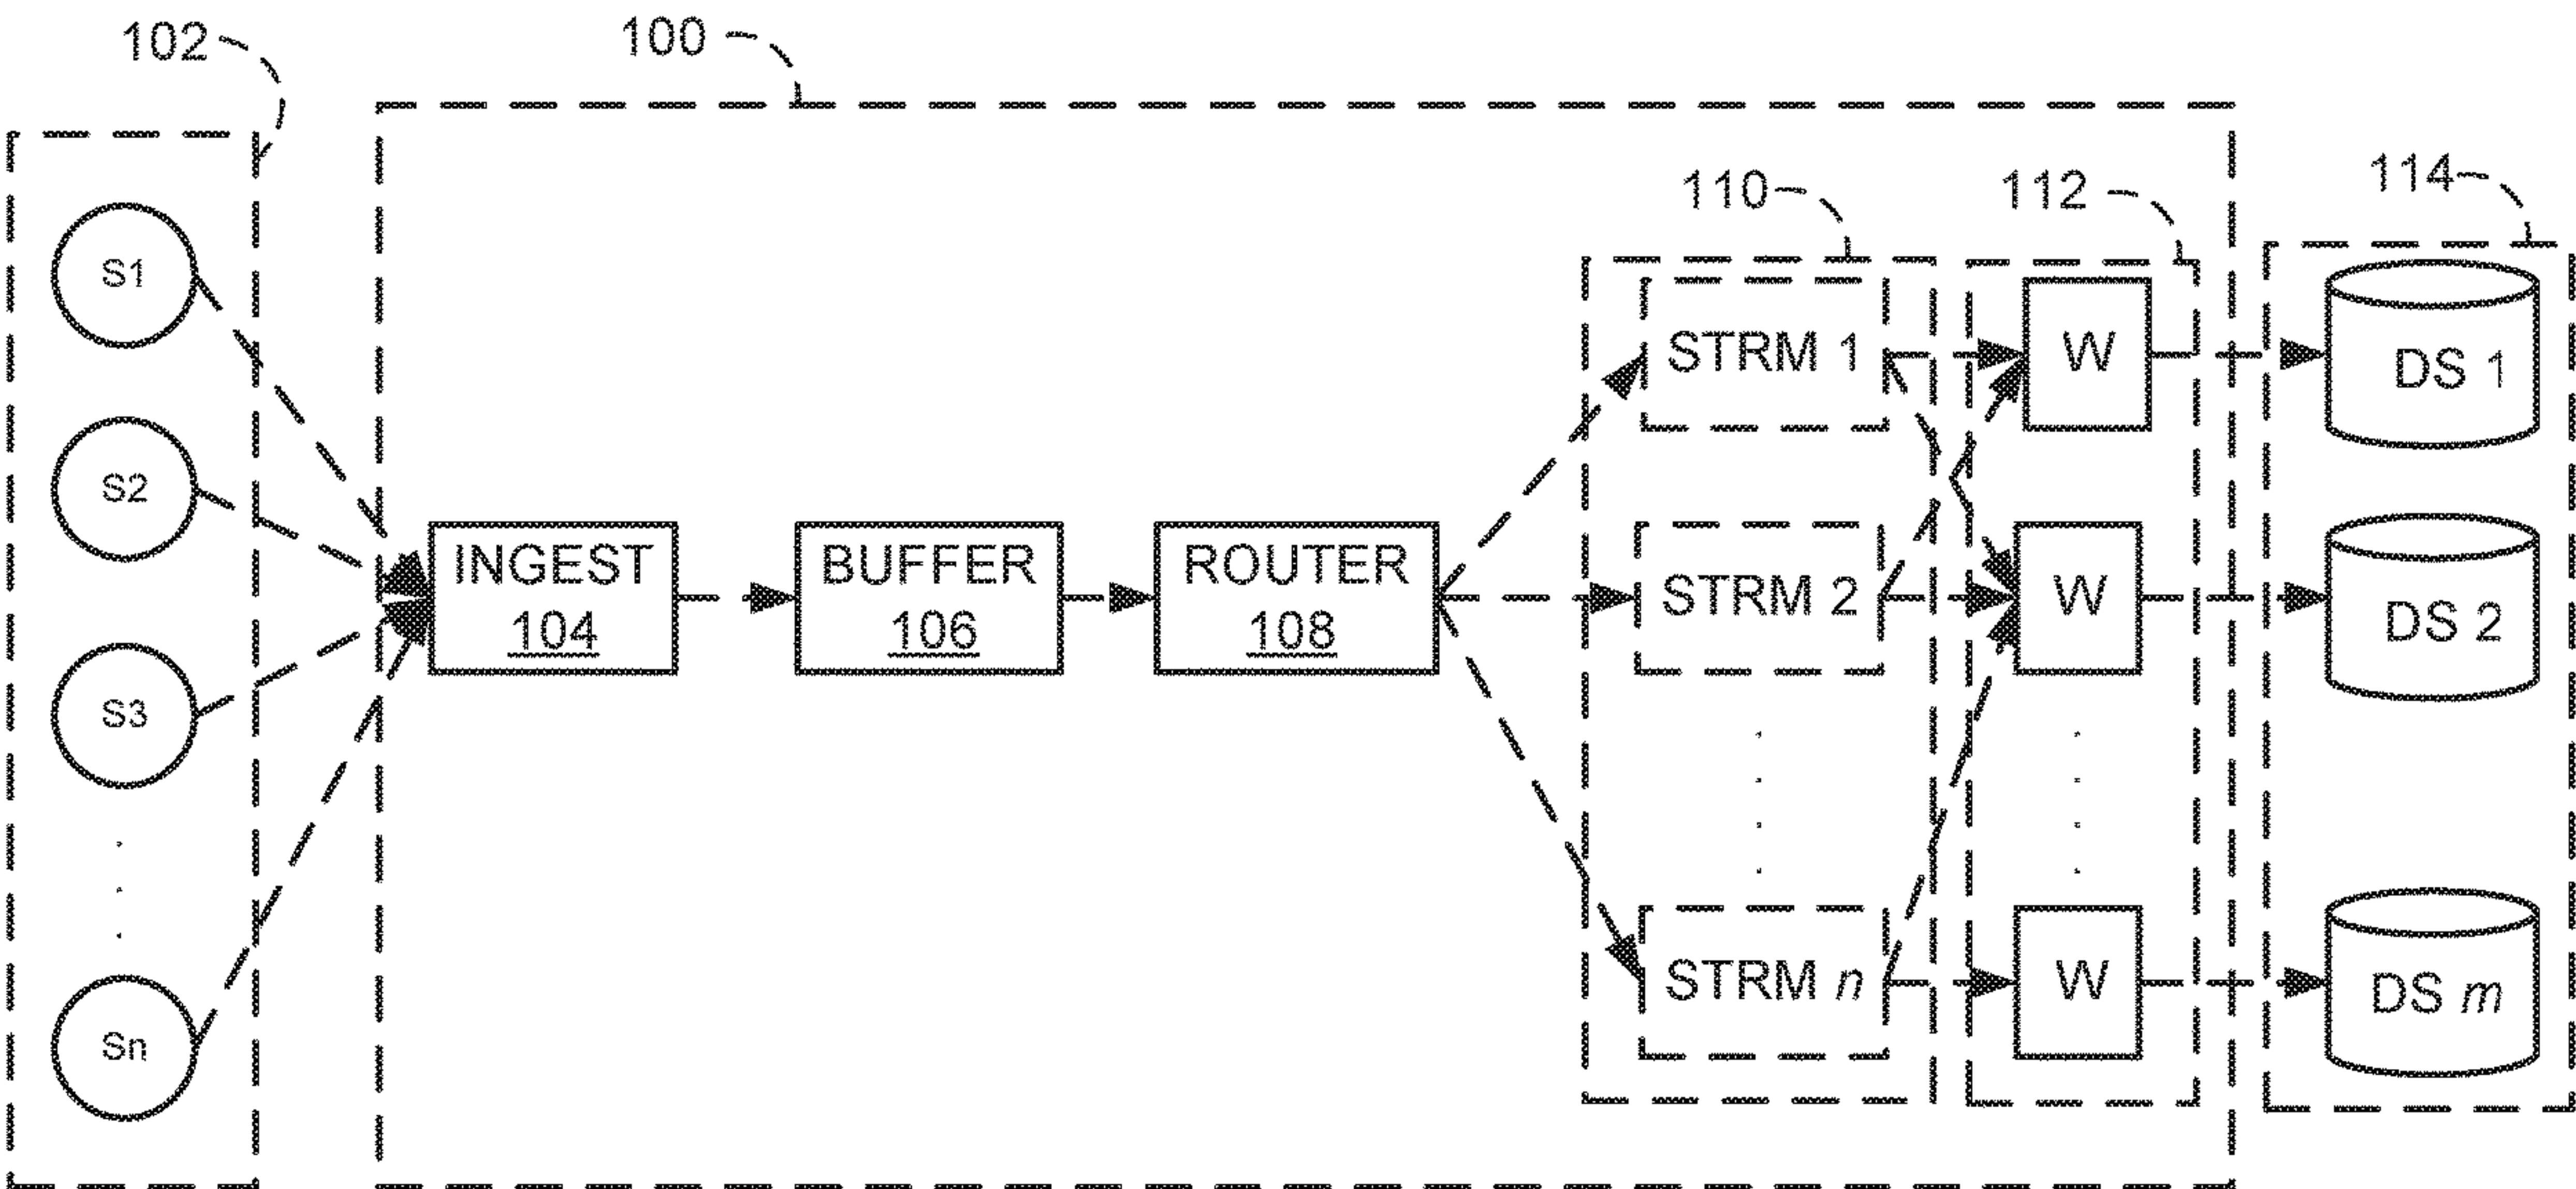 102
100
110
112
114
S1
S2
S3
Sn
INGEST
104
BUFFER
106
ROUTER
108
STRM 1
STRM 2
STRM n
W
W
W
DS 1
DS 2
DS m